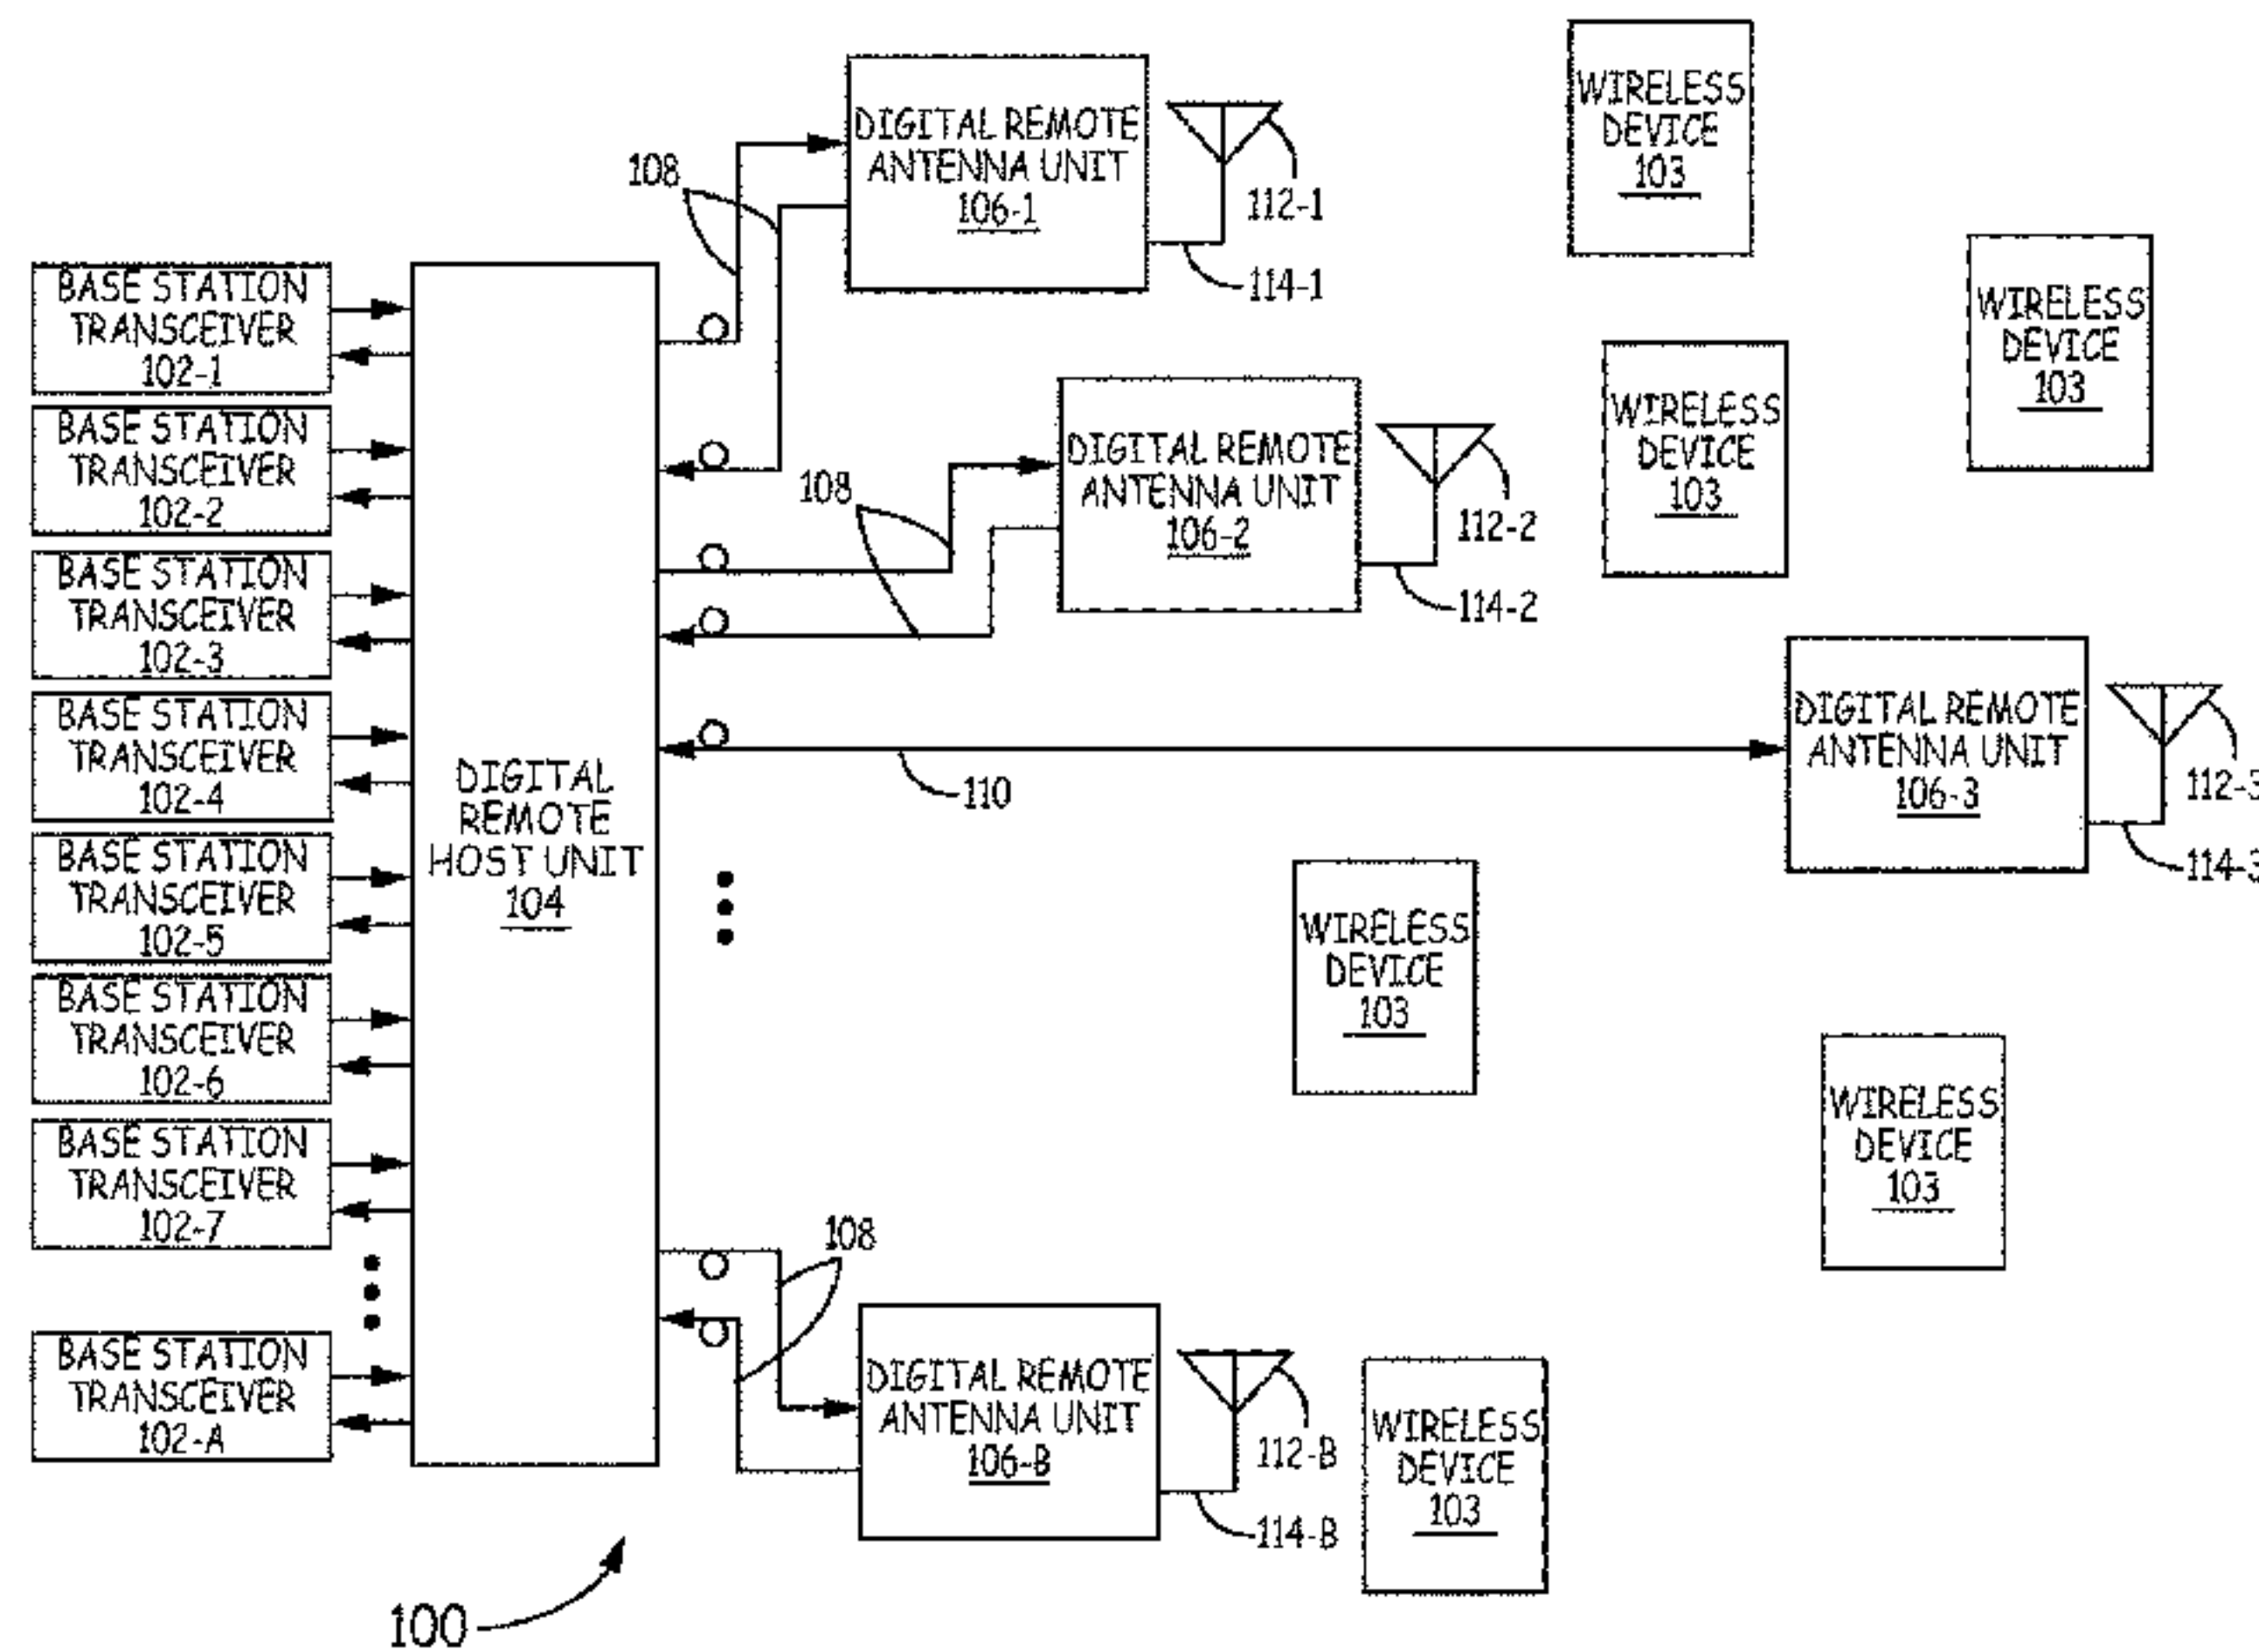 BASE STATION
TRANSCEIVER
102-1
BASE STATION
TRANSCEIVER
102-2
BASE STATION
TRANSCEIVER
102-3
BASE STATION
TRANSCEIVER
102-4
BASE STATION
TRANSCEIVER
102-5
BASE STATION
TRANSCEIVER
102-6
BASE STATION
TRANSCEIVER
102-7
BASE STATION
TRANSCEIVER
102-A
DIGITAL
REMOTE
HOST UNIT
104
108
DIGITAL REMOTE
ANTENNA UNIT
106-1
112-1
114-1
108
DIGITAL REMOTE
ANTENNA UNIT
106-2
112-2
114-2
110
DIGITAL REMOTE
ANTENNA UNIT
106-3
112-3
114-3
108
DIGITAL REMOTE
ANTENNA UNIT
106-B
112-B
114-B
WIRELESS
DEVICE
103
WIRELESS
DEVICE
103
WIRELESS
DEVICE
103
WIRELESS
DEVICE
103
WIRELESS
DEVICE
103
WIRELESS
DEVICE
103
100